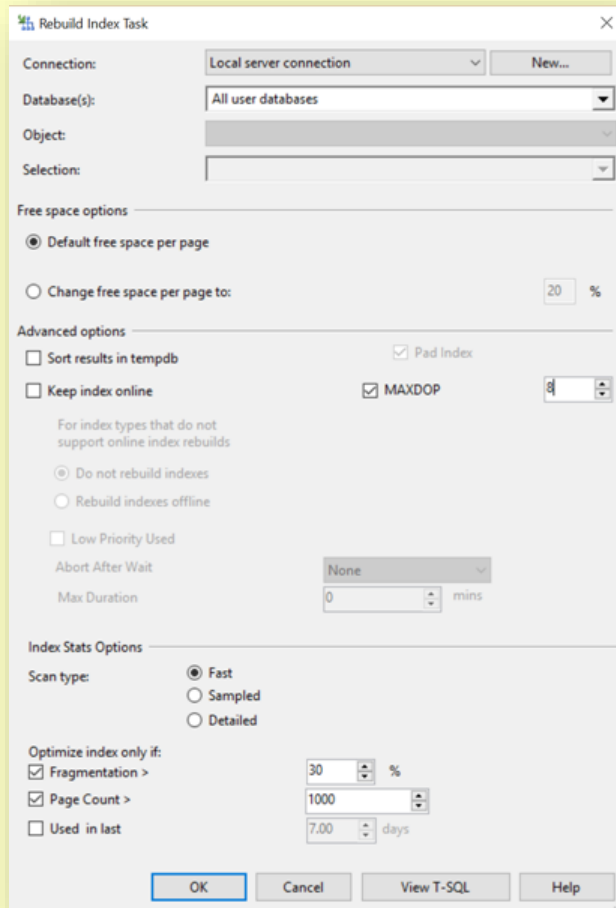 Rebuild Index Task
Connection: Local server connection New...
Database(s): All user databases
Object:
Selection:
Free space options
Default free space per page
Change free space per page to: 20 %
Advanced options
Sort results in tempdb Pad Index
Keep index online MAXDOP 8
For index types that do not
support online index rebuilds
Do not rebuild indexes
Rebuild indexes offline
Low Priority Used
Abort After Wait None
Max Duration 0 mins
Index Stats Options
Scan type: Fast
Sampled
Detailed
Optimize index only if:
Fragmentation > 30 %
Page Count > 1000
Used in last 7.00 days
OK Cancel View T-SQL Help